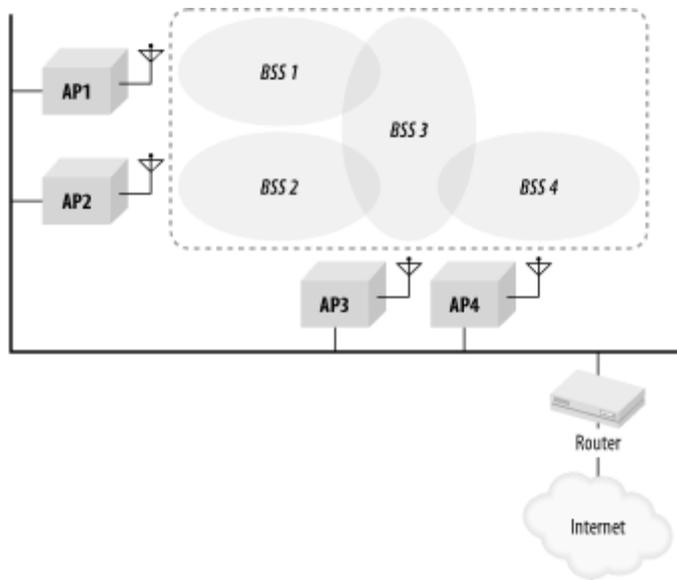 AP1
BSS 1
BSS 3
AP2
BSS 2
BSS 4
AP3
AP4
Router
Internet